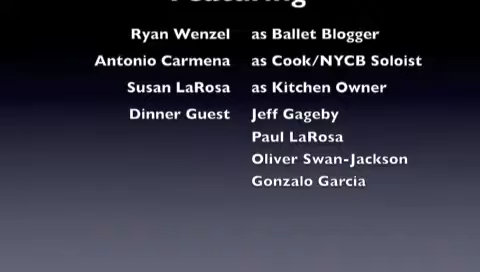 Featuring
Ryan Wenzel as Ballet Blogger
Antonio Carmena as Cook/NYCB Soloist
Susan LaRosa as Kitchen Owner
Dinner Guest Jeff Gageby
Paul LaRosa
Oliver Swan-Jackson
Gonzalo Garcia